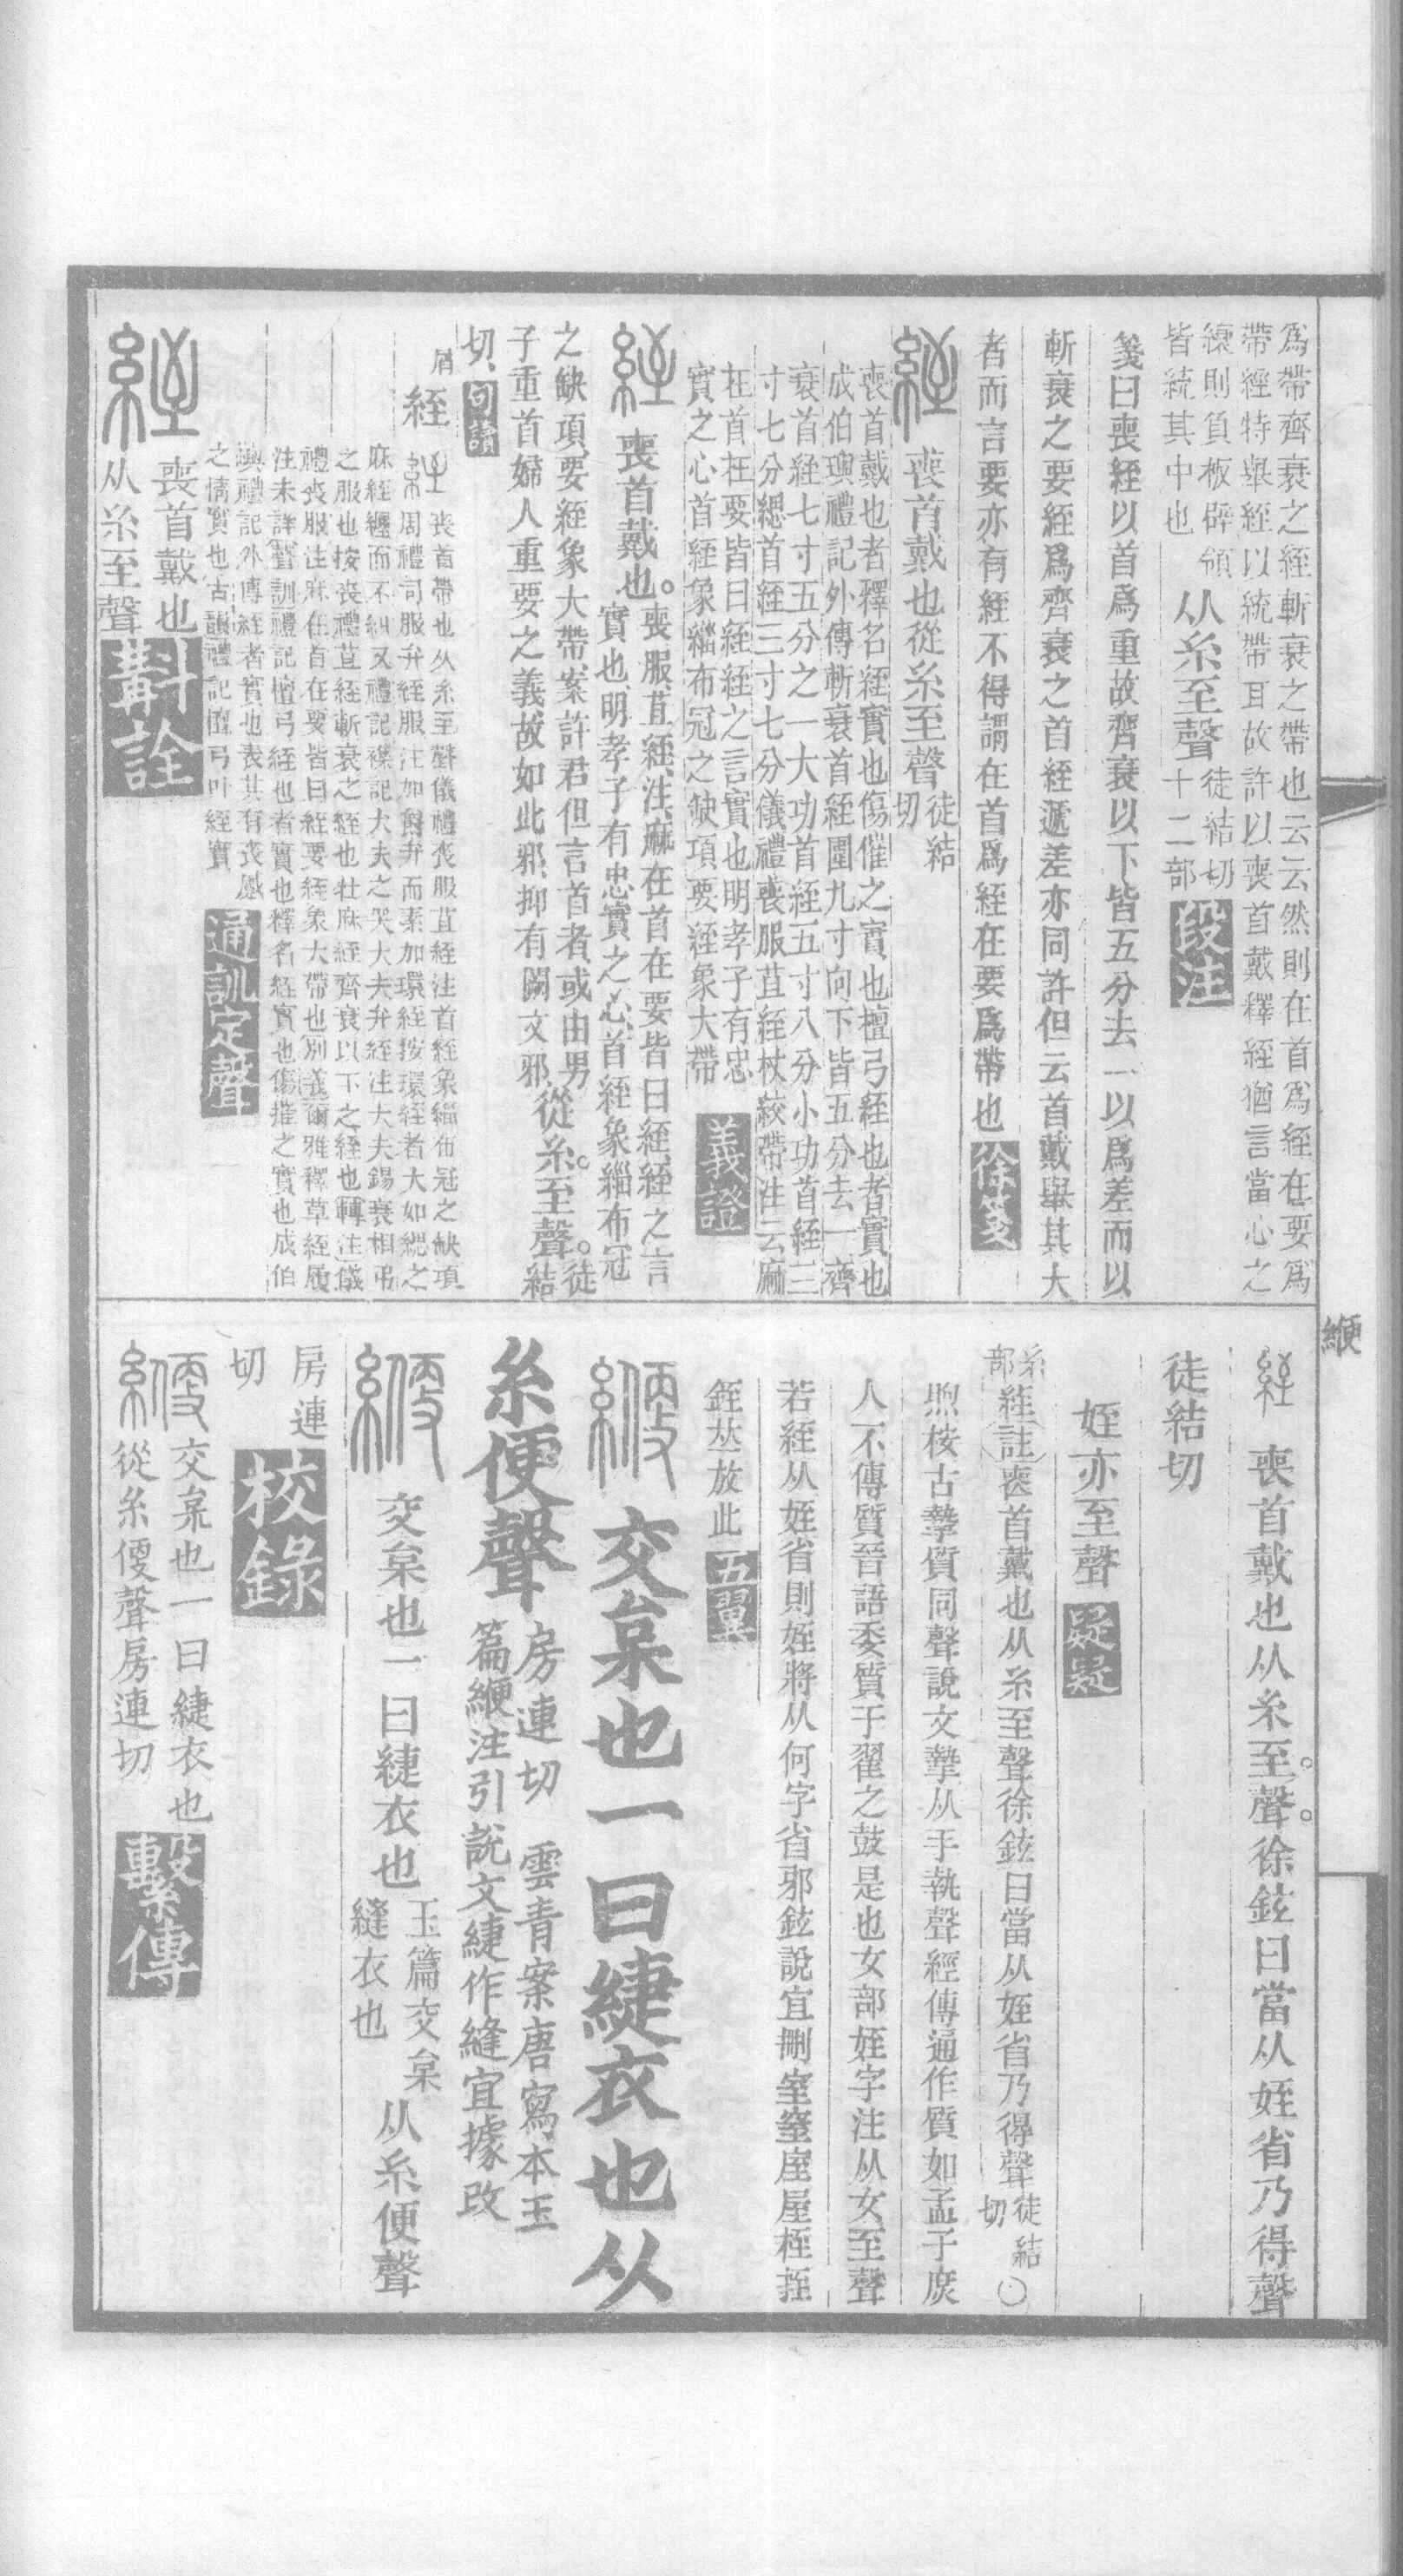 爲帶齊衰之絰斬衰之帶也云云然則在首爲絰在要爲
帶絰特舉絰以統帶耳故許以喪首戴釋絰猶言當心之
縗則負板辟領
皆統其中也
从糸至聲
徒結切
十二部
段注
箋曰喪絰以首爲重故齊衰以下皆五分去一以爲差而以
斬衰之要絰爲齊衰之首絰遞差亦同許但云首戴舉其大
者而言要亦有絰不得謂在首爲絰在要爲帶也
徐箋
絰
喪首戴也從糸至聲
徒結
切
喪首戴也者釋名絰實也傷催之實也檀弓絰也者實也
成伯璵禮記外傳斬衰首絰圍九寸向下皆五分去一齊
衰首絰七寸五分之一大功首絰五寸八分小功首絰三
寸七分緦首絰三寸七分儀禮喪服苴絰杖絞帶注云麻
在首在要皆曰絰絰之言實也明孝子有忠
實之心首絰象緇布冠之缺項要絰象大帶
義證
絰
喪首戴也。
喪服苴絰注麻在首在要皆曰絰絰之言
實也明孝子有忠實之心首絰象緇布冠
之缺項要絰象大帶案許君但言首者或由男
子重首婦人重要之義故如此邪抑有闕文邪
從糸。至聲。
徒
結
切
句讀
屑
絰
喪首帶也从糸至聲儀禮喪服苴絰注首絰象緇布冠之缺項
周禮司服弁絰服注如爵弁而素加環絰按環絰者大如緦之
麻絰纏而不糾又禮記襍記大夫之哭大夫弁絰注大夫錫衰相弔
之服也按喪禮苴絰斬衰之絰也牡麻絰齊衰以下之絰也轉注儀
禮喪服注麻在首在要皆曰絰要絰象大帶也別義爾雅釋草絰履
注未詳聲訓禮記檀弓絰也者實也釋名絰實也傷摧之實也成伯
璵禮記外傳絰者實也表其有喪慼
之情實也古韻禮記檀弓叶絰實
通訓定聲
絰
喪首戴也
从糸至聲
斠詮
緶
絰
喪首戴也从糸至。聲。徐鉉曰當从姪省乃得聲
徒結切
姪亦至聲
疑疑
糸
部
絰註喪首戴也从糸至聲徐鉉曰當从姪省乃得聲
徒結
切
〇
煦桉古摯質同聲說文摯从手執聲經傳通作質如孟子庶
人不傳質晉語委質于翟之鼓是也女部姪字注从女至聲
若絰从姪省則姪將从何字省邪鉉說宜刪室窒庢屋桎挃
銍𠀤放此
五翼
緶
交枲也一曰緁衣也从
糸便聲
房連切　雲青案唐寫本玉
篇緶注引說文緁作縫宜據改
緶
交枲也一曰緁衣也
玉篇交枲
縫衣也
从糸便聲
房連
切
校錄
緶
交枲也一曰緁衣也
從糸便聲房連切
繫傳